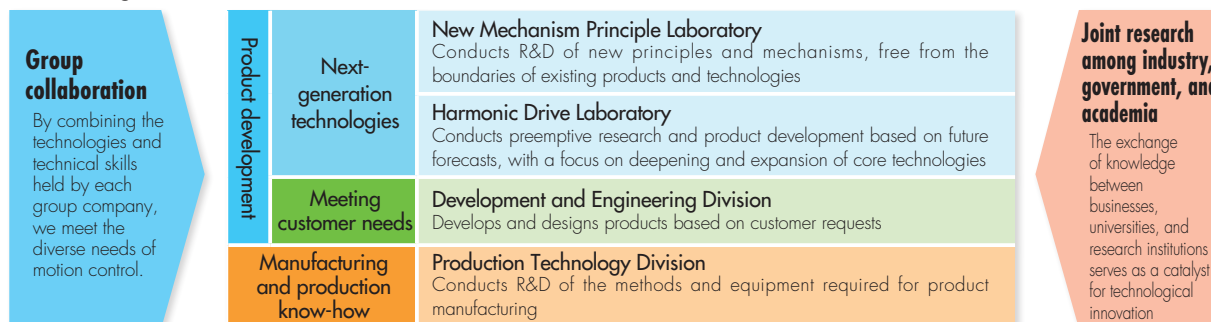 Group
collaboration
By combining the
technologies and
technical skills
held by each
group company,
we meet the
diverse needs of
motion control.
Product development
Next-
generation
technologies
New Mechanism Principle Laboratory
Conducts R&D of new principles and mechanisms, free from the
boundaries of existing products and technologies
Harmonic Drive Laboratory
Conducts preemptive research and product development based on future
forecasts, with a focus on deepening and expansion of core technologies
Meeting
customer needs
Development and Engineering Division
Develops and designs products based on customer requests
Manufacturing
and production
know-how
Production Technology Division
Conducts R&D of the methods and equipment required for product
manufacturing
Joint research
among industry,
government, and
academia
The exchange
of knowledge
between
businesses,
universities, and
research institutions
serves as a catalyst
for technological
innovation